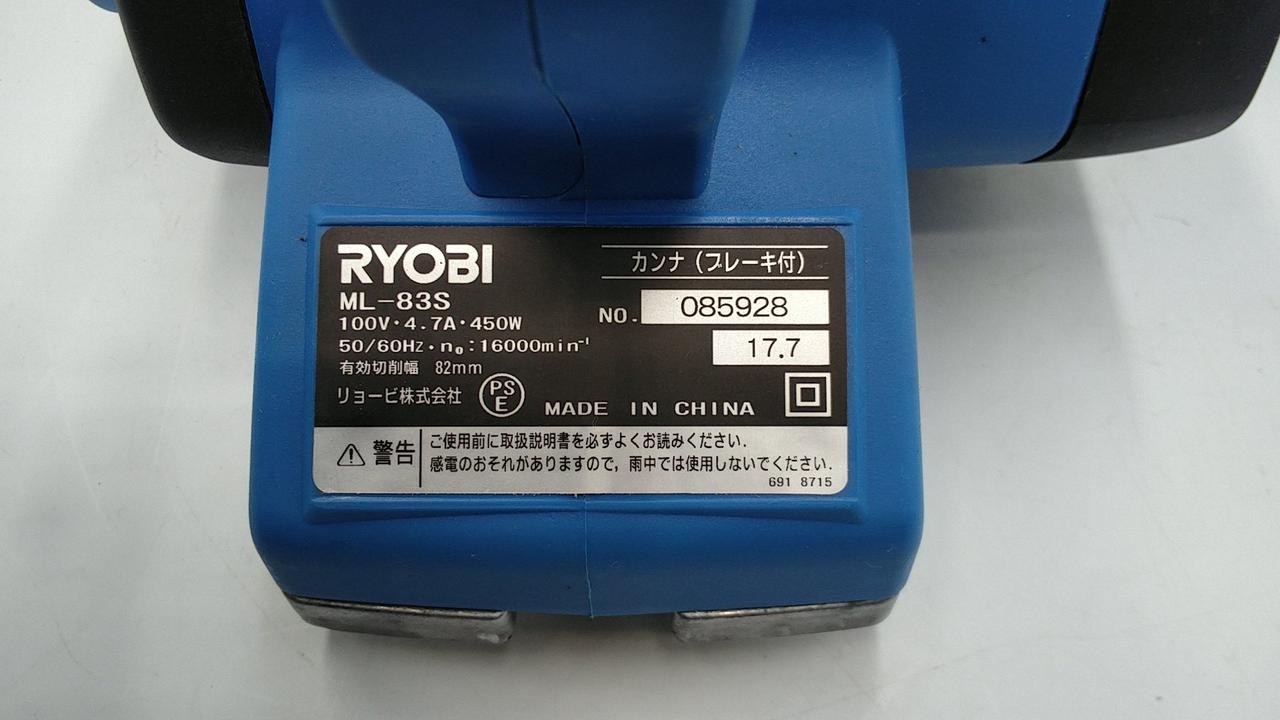 RYOBI
カンナ（ブレーキ付）
ML-83S
NO. 085928
100V・4.7A・450W
17.7
50/60Hz・n₀:16000min⁻¹
有効切削幅 82mm
リョービ株式会社
PS
E
MADE IN CHINA
警告
ご使用前に取扱説明書を必ずよくお読みください.
感電のおそれがありますので，雨中では使用しないでください.
691 8715